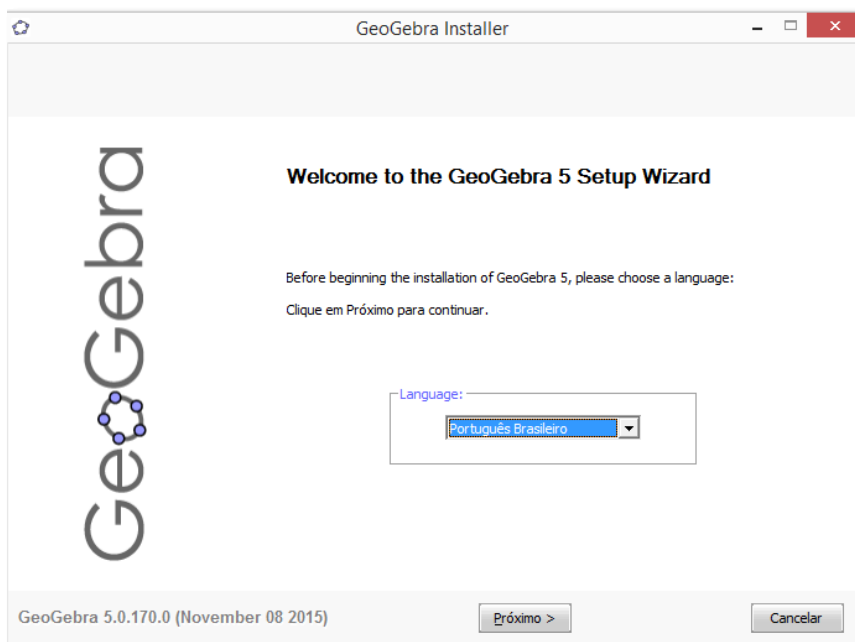 GeoGebra Installer
GeoGebra
Welcome to the GeoGebra 5 Setup Wizard
Before beginning the installation of GeoGebra 5, please choose a language:
Clique em Próximo para continuar.
Language:
Português Brasileiro
GeoGebra 5.0.170.0 (November 08 2015)
Próximo >
Cancelar